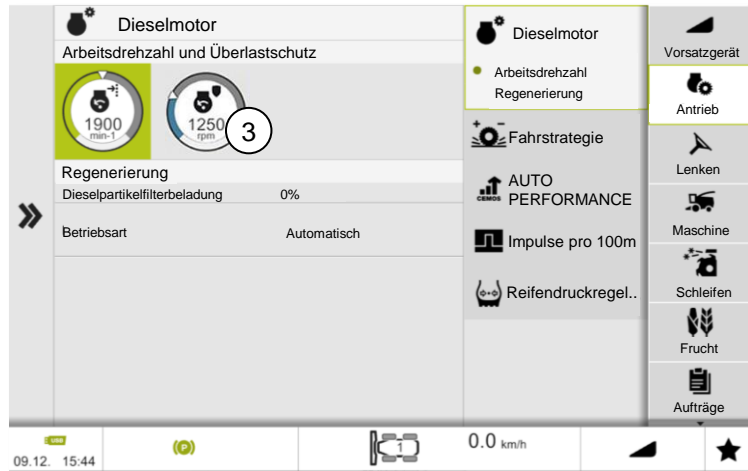 Dieselmotor
Arbeitsdrehzahl und Überlastschutz
1900
min-1
1250
rpm
3
Regenerierung
Dieselpartikelfilterbeladung 0%
Betriebsart Automatisch
Dieselmotor
Arbeitsdrehzahl
Regenerierung
Fahrstrategie
CEMOS
AUTO
PERFORMANCE
Impulse pro 100m
Reifendruckregel..
Vorsatzgerät
Antrieb
Lenken
Maschine
Schleifen
Frucht
Aufträge
USB
09.12. 15:44
(P)
1
0.0 km/h